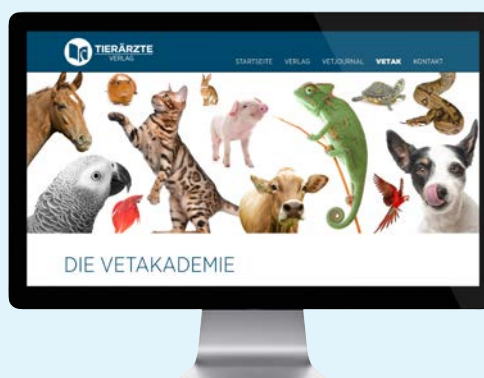 TIERÄRZTE
VERLAG
STARTSEITE VERLAG VETJOURNAL VETAK KONTAKT
DIE VETAKADEMIE